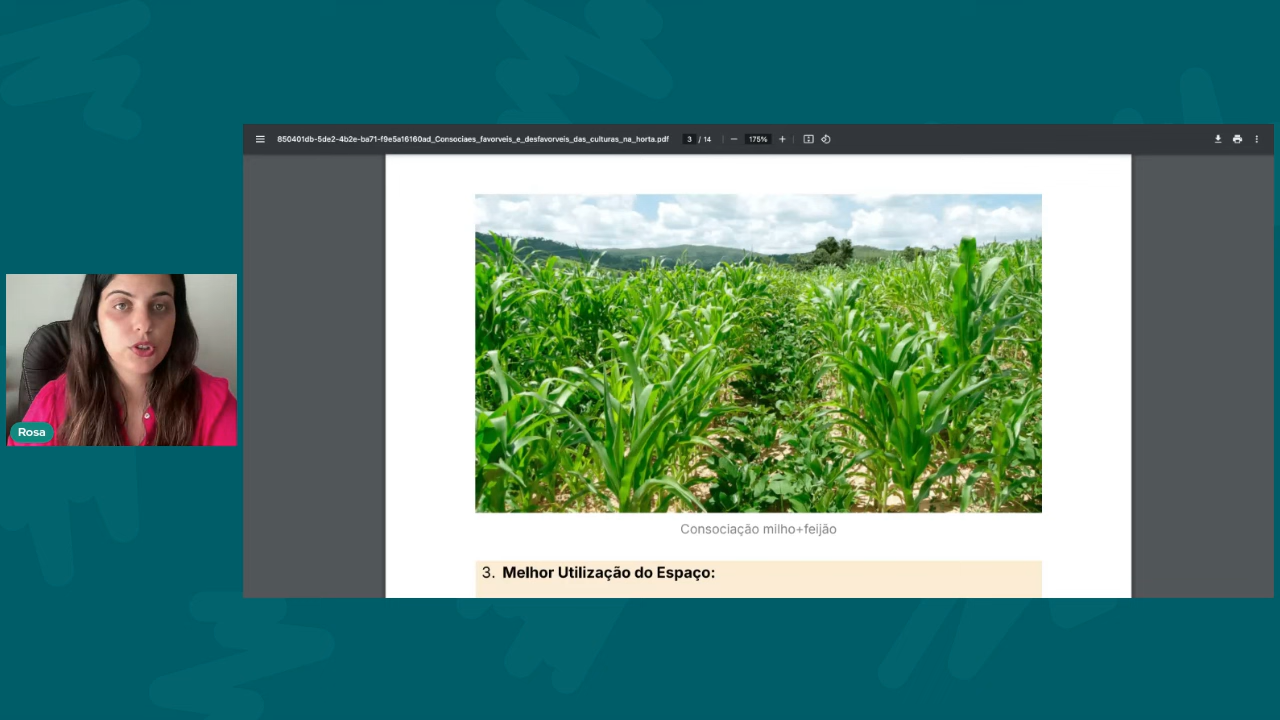 850401db-5de2-4b2e-ba71-f9e5a16160ad_Consociaes_favorveis_e_desfavorveis_das_culturas_na_horta.pdf 3 / 14 175%
Rosa
Consociação milho+feijão
3. Melhor Utilização do Espaço: